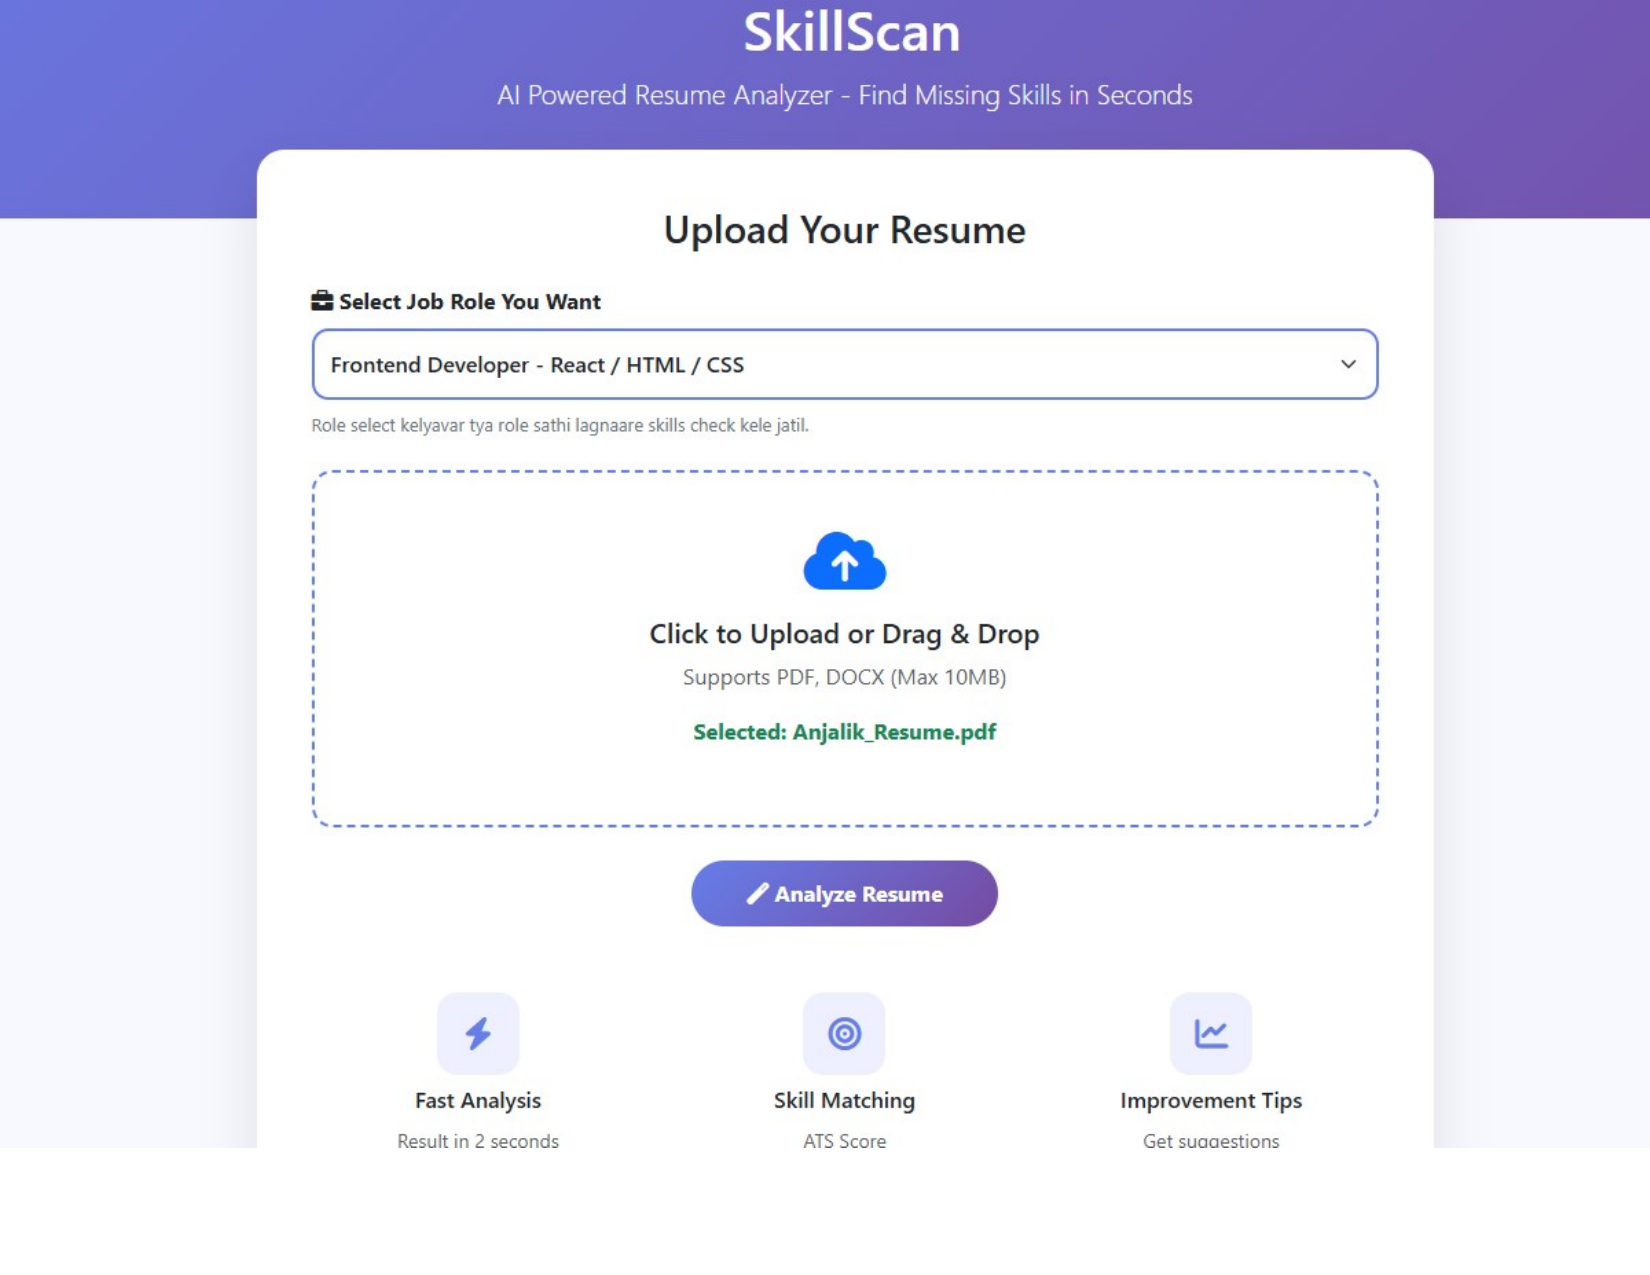 SkillScan
AI Powered Resume Analyzer - Find Missing Skills in Seconds
Upload Your Resume
Select Job Role You Want
Frontend Developer - React / HTML / CSS
Role select kelyavar tya role sathi lagnaare skills check kele jatil.
Click to Upload or Drag & Drop
Supports PDF, DOCX (Max 10MB)
Selected: Anjalik_Resume.pdf
Analyze Resume
Fast Analysis
Skill Matching
Improvement Tips
Result in 2 seconds
ATS Score
Get suggestions